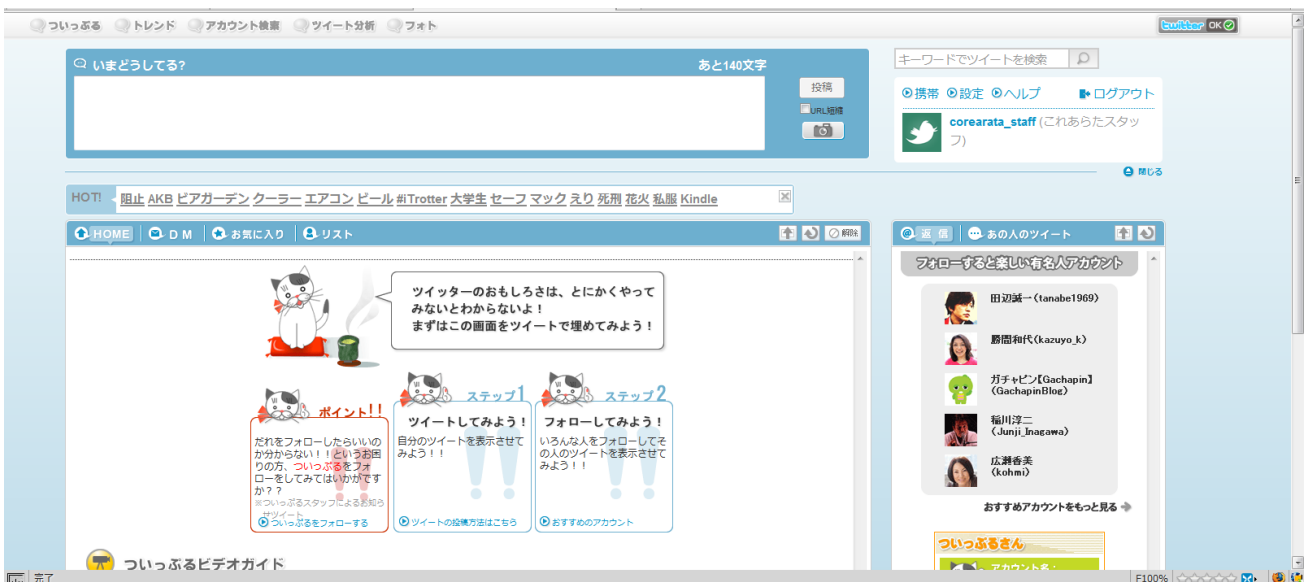 ついっぷる トレンド アカウント検索 ツイート分析 フォト
twitter OK
いまどうしてる? あと140文字
投稿
URL短縮
キーワードでツイートを検索
携帯 設定 ヘルプ ログアウト
corearata_staff(これあらたスタッ
フ)
閉じる
HOT! 阻止 AKB ビアガーデン クーラー エアコン ビール #iTrotter 大学生 セーフ マック えり 死刑 花火 私服 Kindle
HOME D M お気に入り リスト 解除
返 信 あの人のツイート
ツイッターのおもしろさは、とにかくやって
みないとわからないよ!
まずはこの画面をツイートで埋めてみよう!
ポイント!!
だれをフォローしたらいいの
か分からない!!というお困
りの方、ついっぷるをフォ
ローをしてみてはいかがです
か??
※ついっぷるスタッフによるお知ら
せツイート
ついっぷるをフォローする
ステップ1
ツイートしてみよう!
自分のツイートを表示させて
みよう!!
ツイートの投稿方法はこちら
ステップ2
フォローしてみよう!
いろんな人をフォローしてそ
の人のツイートを表示させて
みよう!!
おすすめのアカウント
フォローすると楽しい有名人アカウント
田辺誠一(tanabe1969)
勝間和代(kazuyo_k)
ガチャピン【Gachapin】
(GachapinBlog)
稲川淳二
(Junji_Inagawa)
広瀬香美
(kohmi)
おすすめアカウントをもっと見る
ついっぷるさん
アカウント名:
ついっぷるビデオガイド
完了
F100%